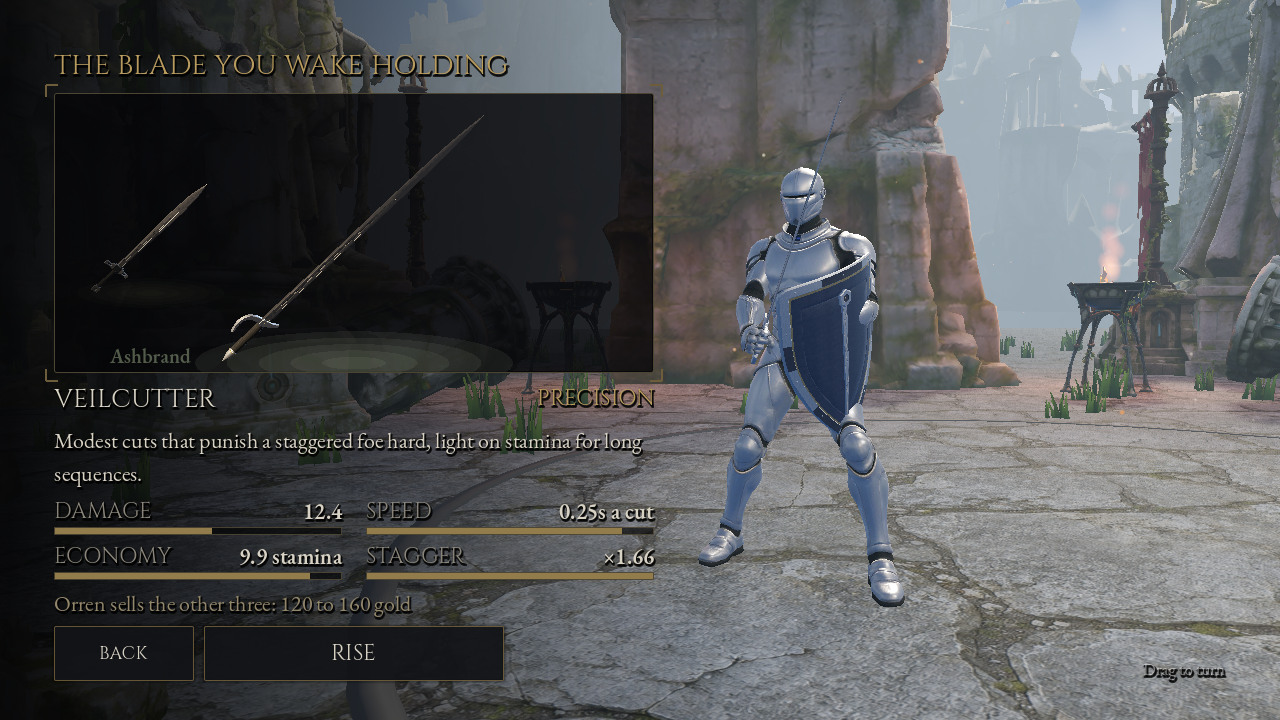 THE BLADE YOU WAKE HOLDING
Ashbrand
VEILCUTTER
PRECISION
Modest cuts that punish a staggered foe hard, light on stamina for long
sequences.
DAMAGE
12.4
SPEED
0.25s a cut
ECONOMY
9.9 stamina
STAGGER
×1.66
Orren sells the other three: 120 to 160 gold
BACK
RISE
Drag to turn